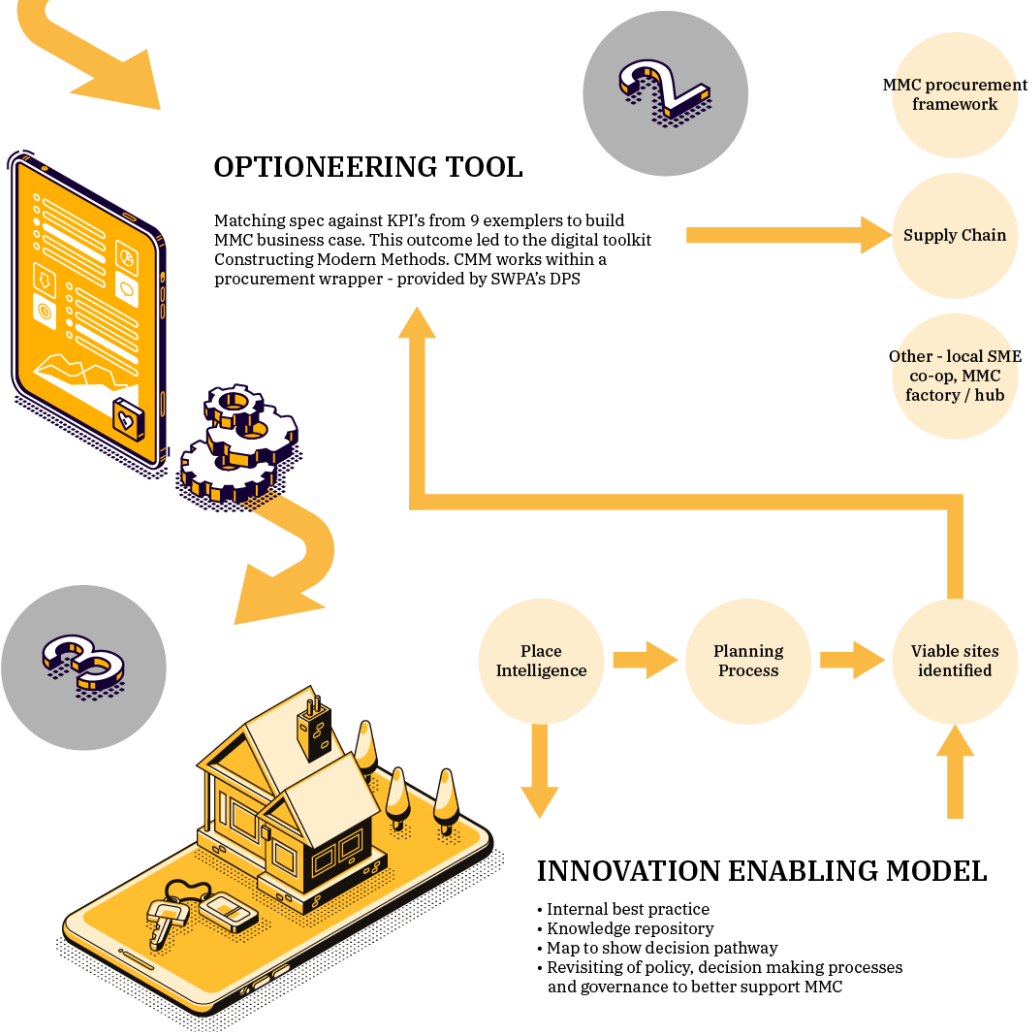 2
MMC procurement
framework
OPTIONEERING TOOL
Matching spec against KPI's from 9 exemplers to build
MMC business case. This outcome led to the digital toolkit
Constructing Modern Methods. CMM works within a
procurement wrapper - provided by SWPA's DPS
Supply Chain
Other - local SME
co-op, MMC
factory / hub
3
Place
Intelligence
Planning
Process
Viable sites
identified
INNOVATION ENABLING MODEL
• Internal best practice
• Knowledge repository
• Map to show decision pathway
• Revisiting of policy, decision making processes
and governance to better support MMC